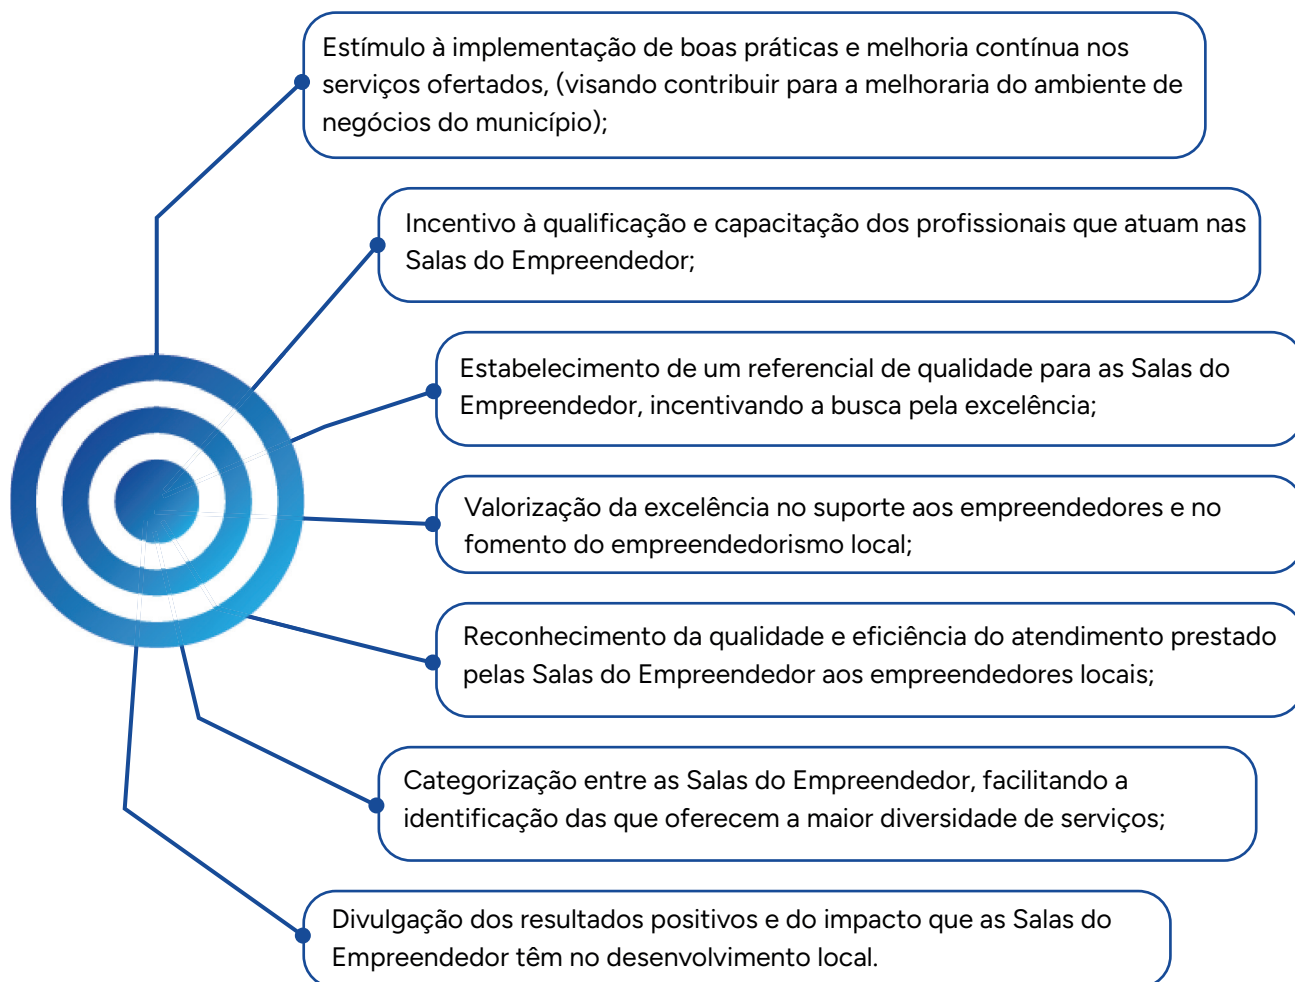 Estímulo à implementação de boas práticas e melhoria contínua nos
serviços ofertados, (visando contribuir para a melhoraria do ambiente de
negócios do município);
Incentivo à qualificação e capacitação dos profissionais que atuam nas
Salas do Empreendedor;
Estabelecimento de um referencial de qualidade para as Salas do
Empreendedor, incentivando a busca pela excelência;
Valorização da excelência no suporte aos empreendedores e no
fomento do empreendedorismo local;
Reconhecimento da qualidade e eficiência do atendimento prestado
pelas Salas do Empreendedor aos empreendedores locais;
Categorização entre as Salas do Empreendedor, facilitando a
identificação das que oferecem a maior diversidade de serviços;
Divulgação dos resultados positivos e do impacto que as Salas do
Empreendedor têm no desenvolvimento local.